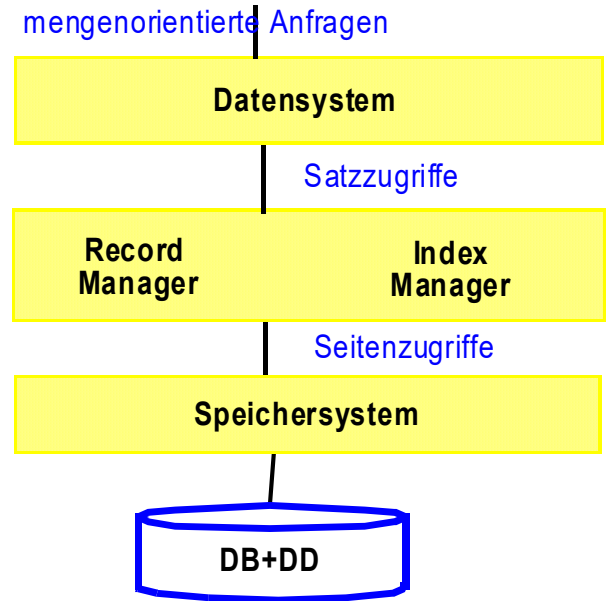 mengenorientierte Anfragen
Datensystem
Satzzugriffe
Record
Manager
Index
Manager
Seitenzugriffe
Speichersystem
DB+DD